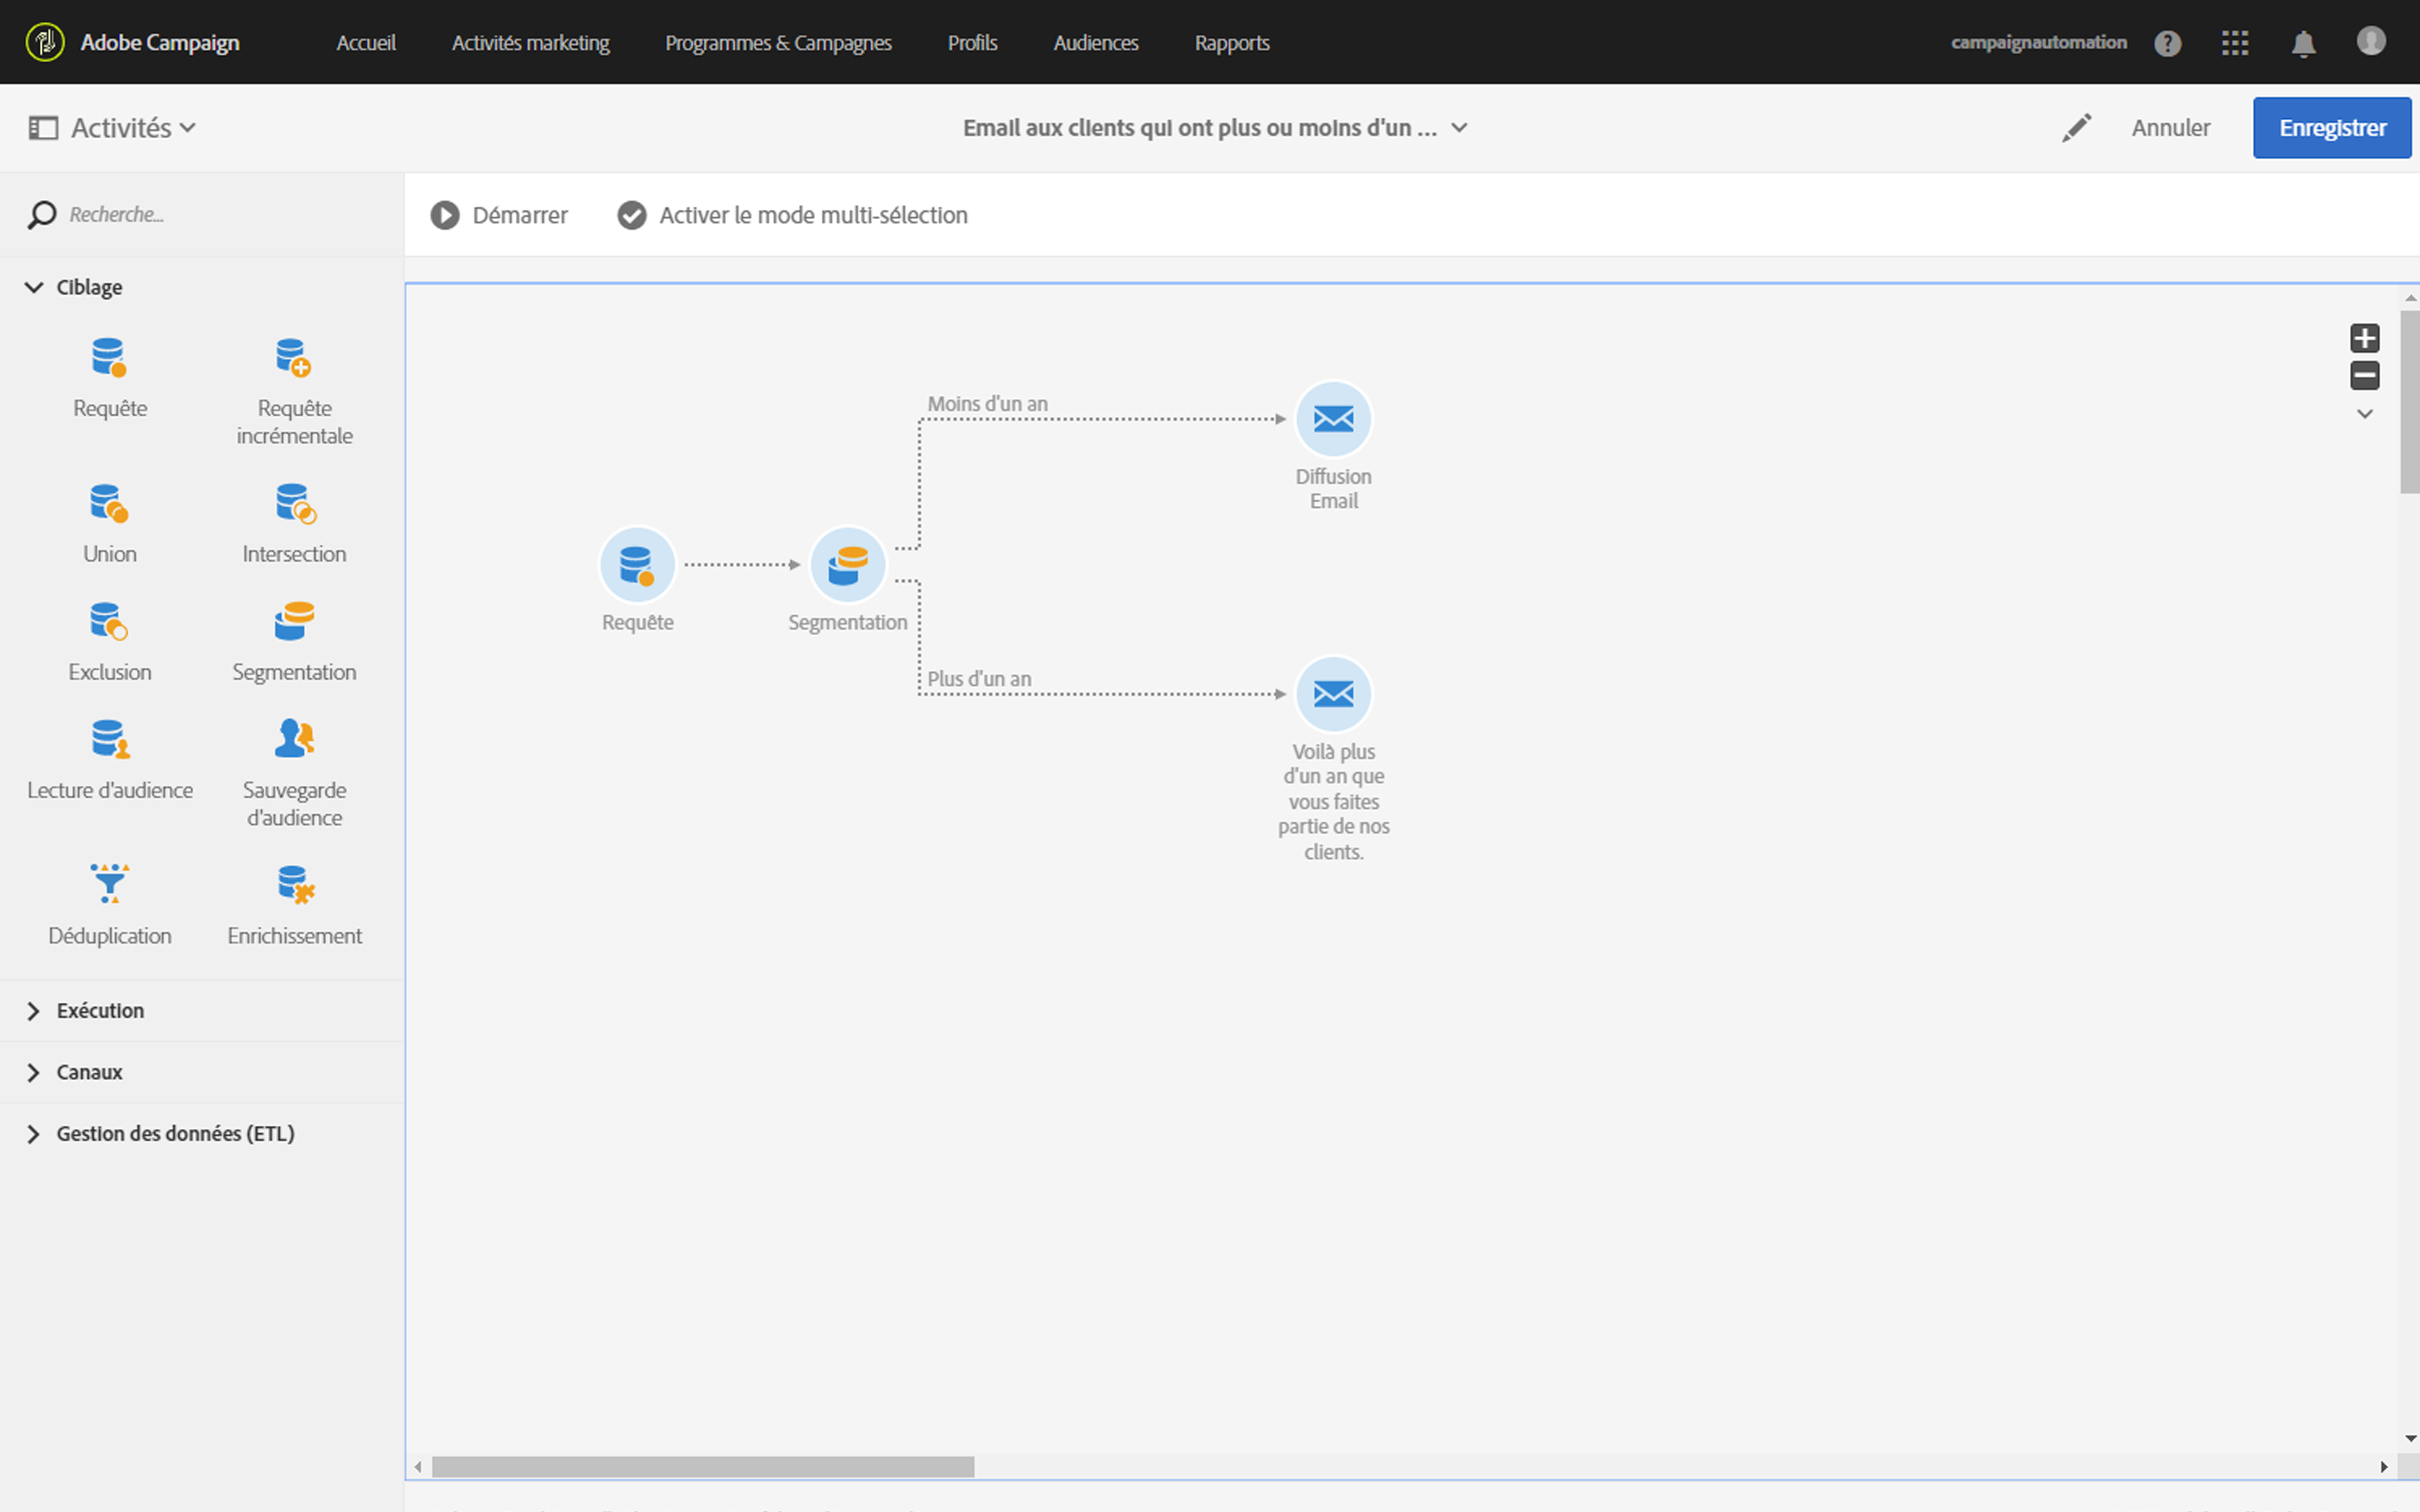 Adobe Campaign Accueil Activités marketing Programmes & Campagnes Profils Audiences Rapports campaignautomation
Activités Email aux clients qui ont plus ou moins d'un ... Annuler Enregistrer
Recherche... Démarrer Activer le mode multi-sélection
Ciblage
Requête
Requête
incrémentale
Union
Intersection
Exclusion
Segmentation
Lecture d'audience
Sauvegarde
d'audience
Déduplication
Enrichissement
Exécution
Canaux
Gestion des données (ETL)
Moins d'un an
Diffusion
Email
Requête
Segmentation
Plus d'un an
Voilà plus
d'un an que
vous faites
partie de nos
clients.